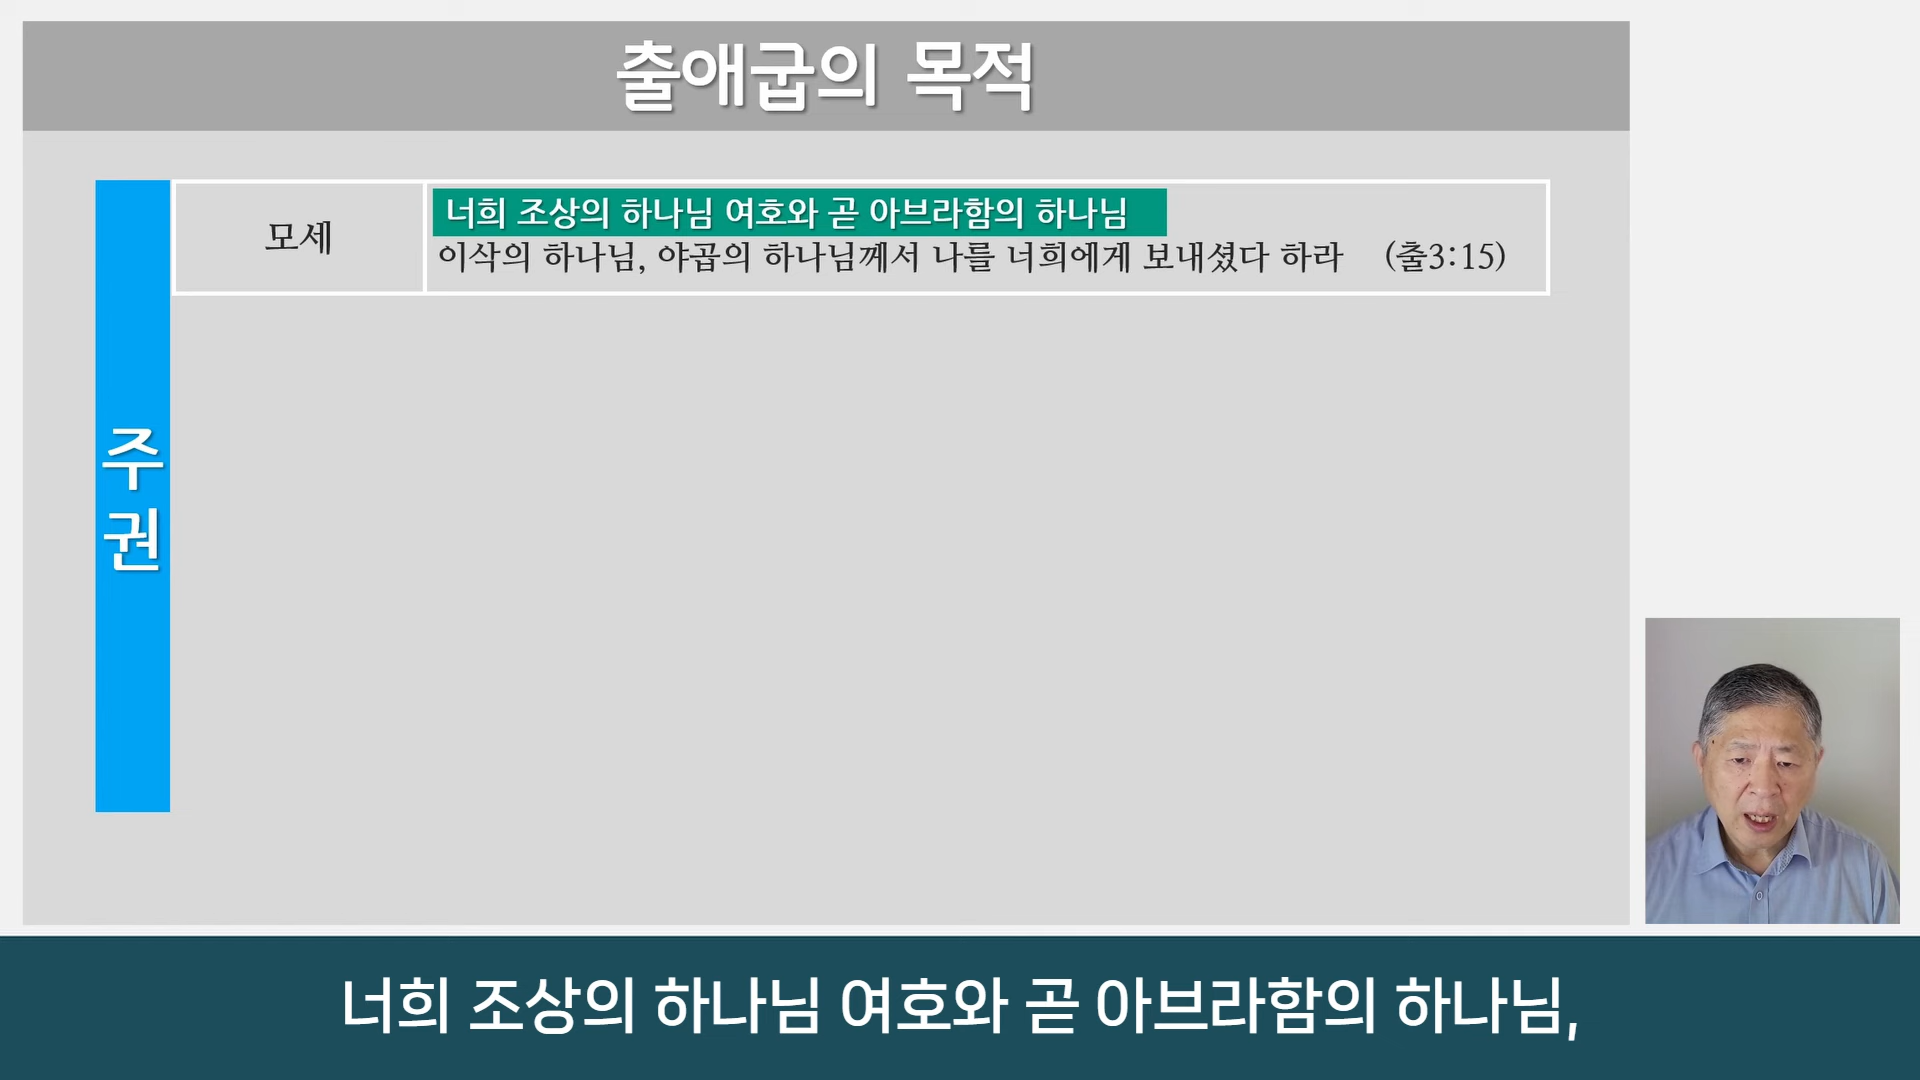 출애굽의 목적
주권
모세
너희 조상의 하나님 여호와 곧 아브라함의 하나님
이삭의 하나님, 야곱의 하나님께서 나를 너희에게 보내셨다 하라 (출3:15)
너희 조상의 하나님 여호와 곧 아브라함의 하나님,